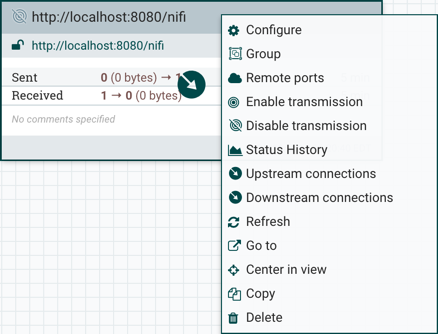 http://localhost:8080/nifi
http://localhost:8080/nifi
Sent 0 (0 bytes) → 1
Received 1 → 0 (0 bytes)
No comments specified
Configure
Group
Remote ports
Enable transmission
Disable transmission
Status History
Upstream connections
Downstream connections
Refresh
Go to
Center in view
Copy
Delete